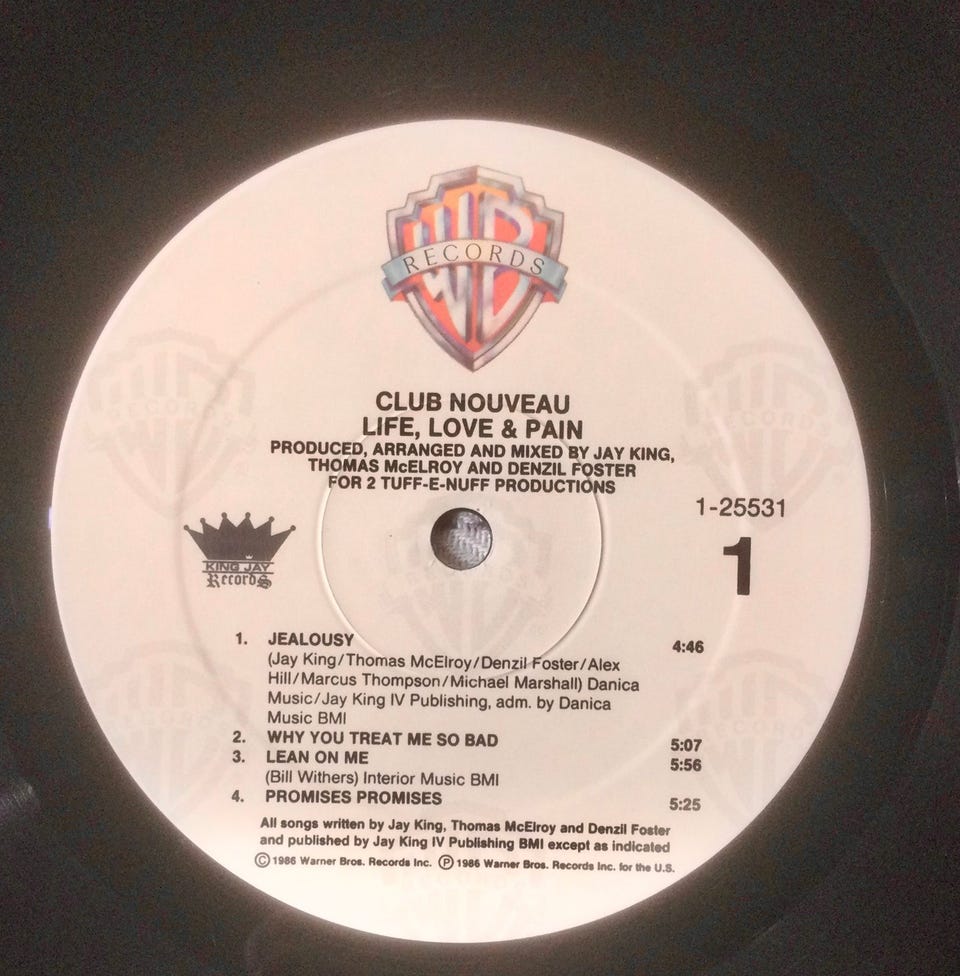 WB
RECORDS
CLUB NOUVEAU
LIFE, LOVE & PAIN
PRODUCED, ARRANGED AND MIXED BY JAY KING,
THOMAS McELROY AND DENZIL FOSTER
FOR 2 TUFF-E-NUFF PRODUCTIONS
1-25531
1
KING JAY
Records
1. JEALOUSY 4:46
(Jay King/Thomas McElroy/Denzil Foster/Alex
Hill/Marcus Thompson/Michael Marshall) Danica
Music/Jay King IV Publishing, adm. by Danica
Music BMI
2. WHY YOU TREAT ME SO BAD 5:07
3. LEAN ON ME 5:56
(Bill Withers) Interior Music BMI
4. PROMISES PROMISES 5:25
All songs written by Jay King, Thomas McElroy and Denzil Foster
and published by Jay King IV Publishing BMI except as indicated
Ⓒ1986 Warner Bros. Records Inc. Ⓟ1986 Warner Bros. Records Inc. for the U.S.